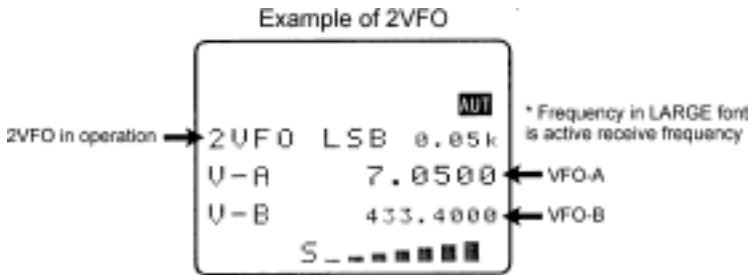 Example of 2VFO
AUT
2VFO in operation
2VFO LSB 0.05k
* Frequency in LARGE font
is active receive frequency
V-A 7.0500
VFO-A
V-B 433.4000
VFO-B
S